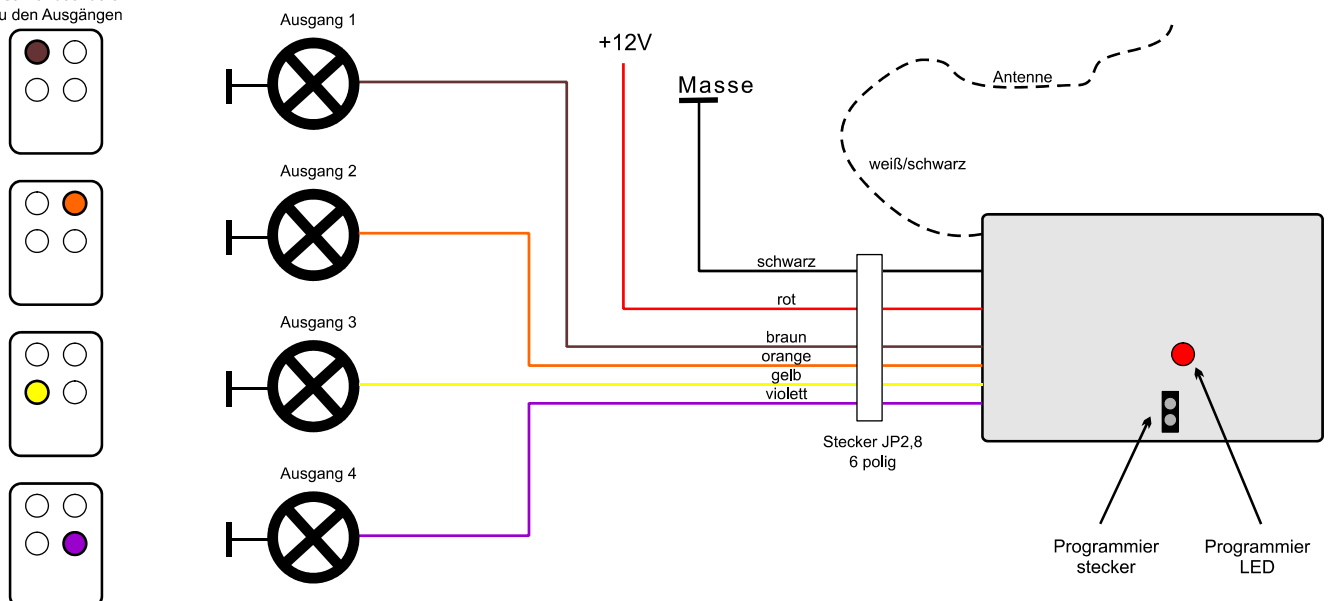 zu den Ausgängen
Ausgang 1
+12V
Masse
Antenne
Ausgang 2
weiß/schwarz
schwarz
rot
Ausgang 3
braun
orange
gelb
violett
Stecker JP2,8
6 polig
Ausgang 4
Programmier
stecker
Programmier
LED